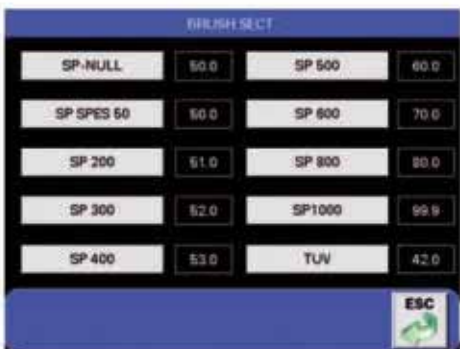 BRUSH SECT
SP-NULL 50.0 SP 500 60.0
SP SPES 50 50.0 SP 600 70.0
SP 200 51.0 SP 800 80.0
SP 300 52.0 SP1000 99.9
SP 400 53.0 TUV 42.0
ESC